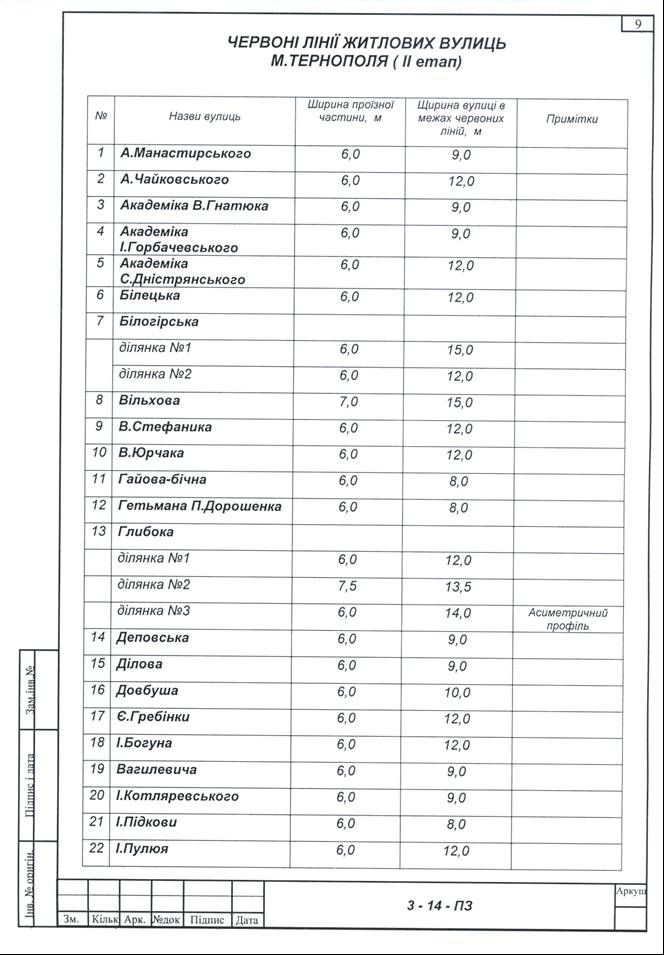 9
ЧЕРВОНІ ЛІНІЇ ЖИТЛОВИХ ВУЛИЦЬ
М.ТЕРНОПОЛЯ ( ІІ етап)
№ Назви вулиць Ширина проїзної частини, м Щирина вулиці в межах червоних ліній, м Примітки
1 А.Манастирського 6,0 9,0
2 А.Чайковського 6,0 12,0
3 Академіка В.Гнатюка 6,0 9,0
4 Академіка І.Горбачевського 6,0 9,0
5 Академіка С.Дністрянського 6,0 12,0
6 Білецька 6,0 12,0
7 Білогірська
ділянка №1 6,0 15,0
ділянка №2 6,0 12,0
8 Вільхова 7,0 15,0
9 В.Стефаника 6,0 12,0
10 В.Юрчака 6,0 12,0
11 Гайова-бічна 6,0 8,0
12 Гетьмана П.Дорошенка 6,0 8,0
13 Глибока
ділянка №1 6,0 12,0
ділянка №2 7,5 13,5
ділянка №3 6,0 14,0 Асиметричний профіль
14 Деповська 6,0 9,0
15 Ділова 6,0 9,0
16 Довбуша 6,0 10,0
17 Є.Гребінки 6,0 12,0
18 І.Богуна 6,0 12,0
19 Вагилевича 6,0 9,0
20 І.Котляревського 6,0 9,0
21 І.Підкови 6,0 8,0
22 І.Пулюя 6,0 12,0
Зам.інв.№
Підпис і дата
Інв. № оригін.
Зм. Кільк Арк. №док Підпис Дата
3 - 14 - ПЗ
Аркуш